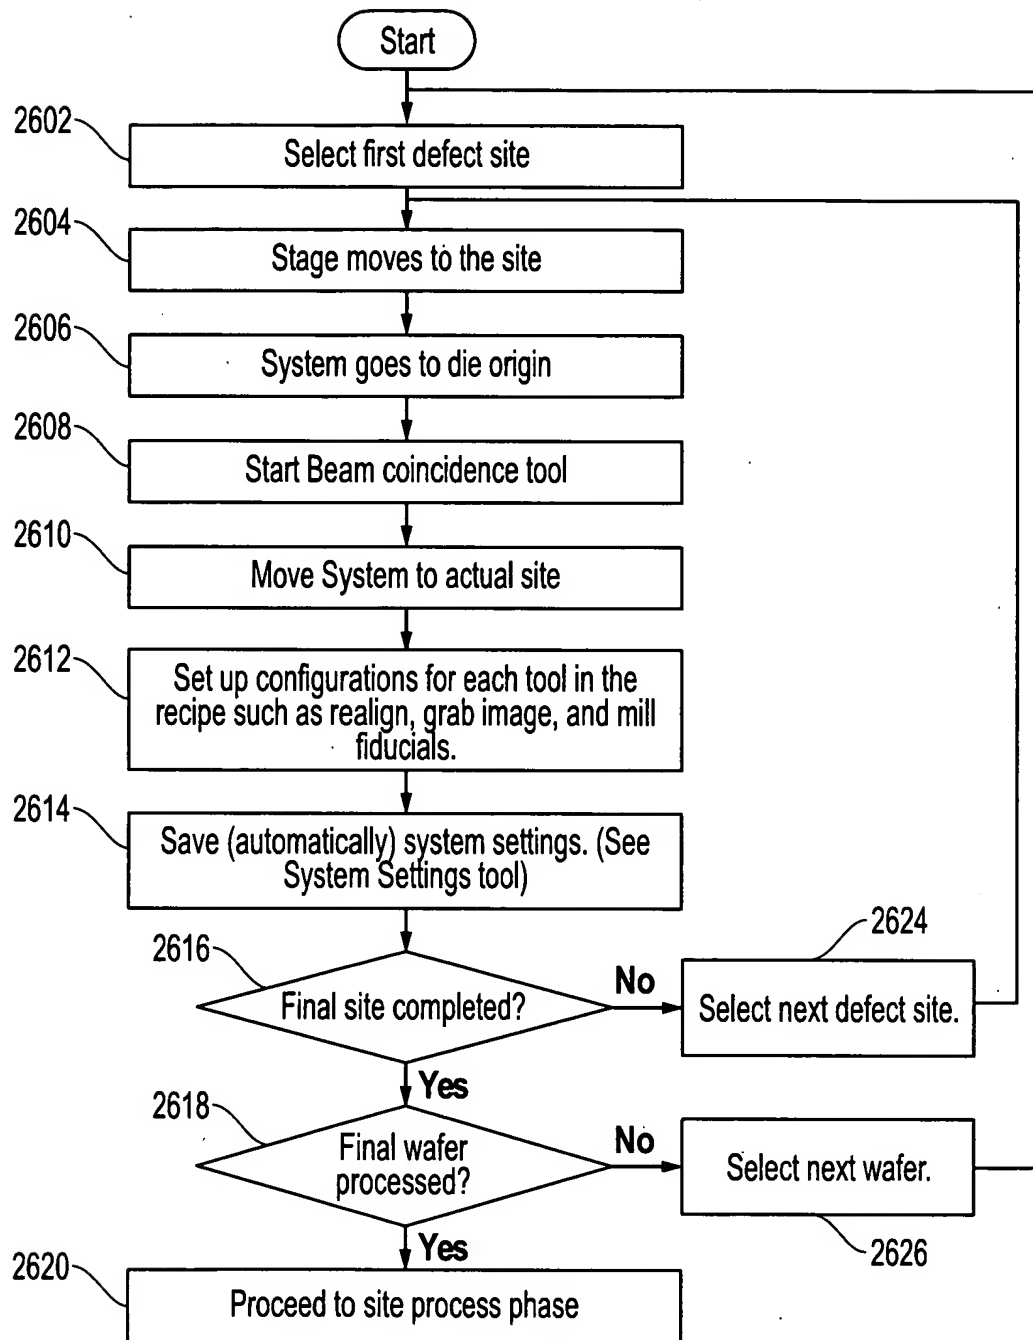 Start
2602
Select first defect site
2604
Stage moves to the site
2606
System goes to die origin
2608
Start Beam coincidence tool
2610
Move System to actual site
2612
Set up configurations for each tool in the
recipe such as realign, grab image, and mill
fiducials.
2614
Save (automatically) system settings. (See
System Settings tool)
2616
Final site completed?
No
2624
Select next defect site.
Yes
2618
Final wafer
processed?
No
Select next wafer.
2626
Yes
2620
Proceed to site process phase